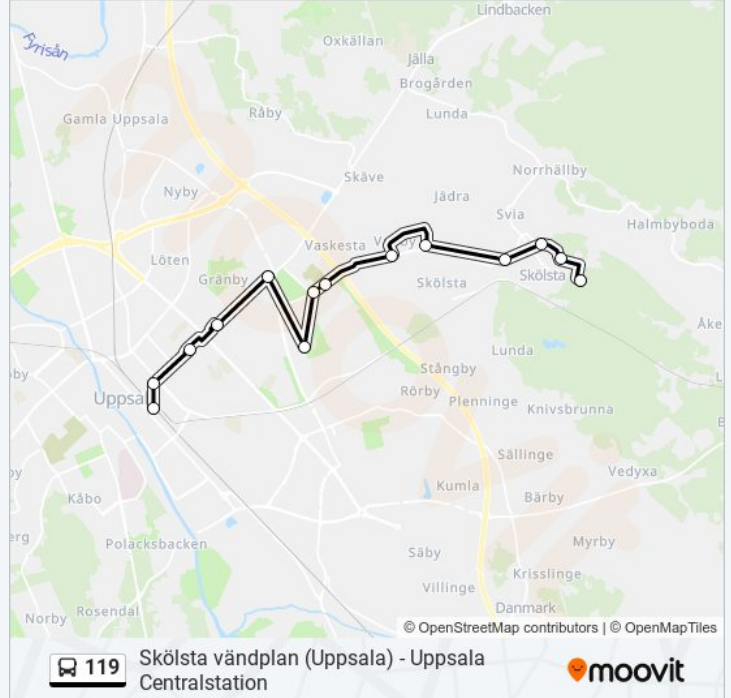 Lindbacken
Fyrisån
Oxkällan
Jälla
Brogården
Råby
Lunda
Gamla Uppsala
Skäve
Norrhällby
Nyby
Jädra
Svia
Halmbyboda
Vaskesta
Löten
Gränby
Skölsta
Skölsta
Åke
Lunda
Stångby
Rörby
Plenninge
Knivsbrunna
Uppsala
Sällinge
Vedyxa
Kumla
Bärby
Kåbo
Myrby
Polacksbacken
Säby
Krisslinge
Villinge
Rosendal
Norby
Danmark
© OpenStreetMap contributors | © OpenMapTiles
119
Skölsta vändplan (Uppsala) - Uppsala
Centralstation
moovit